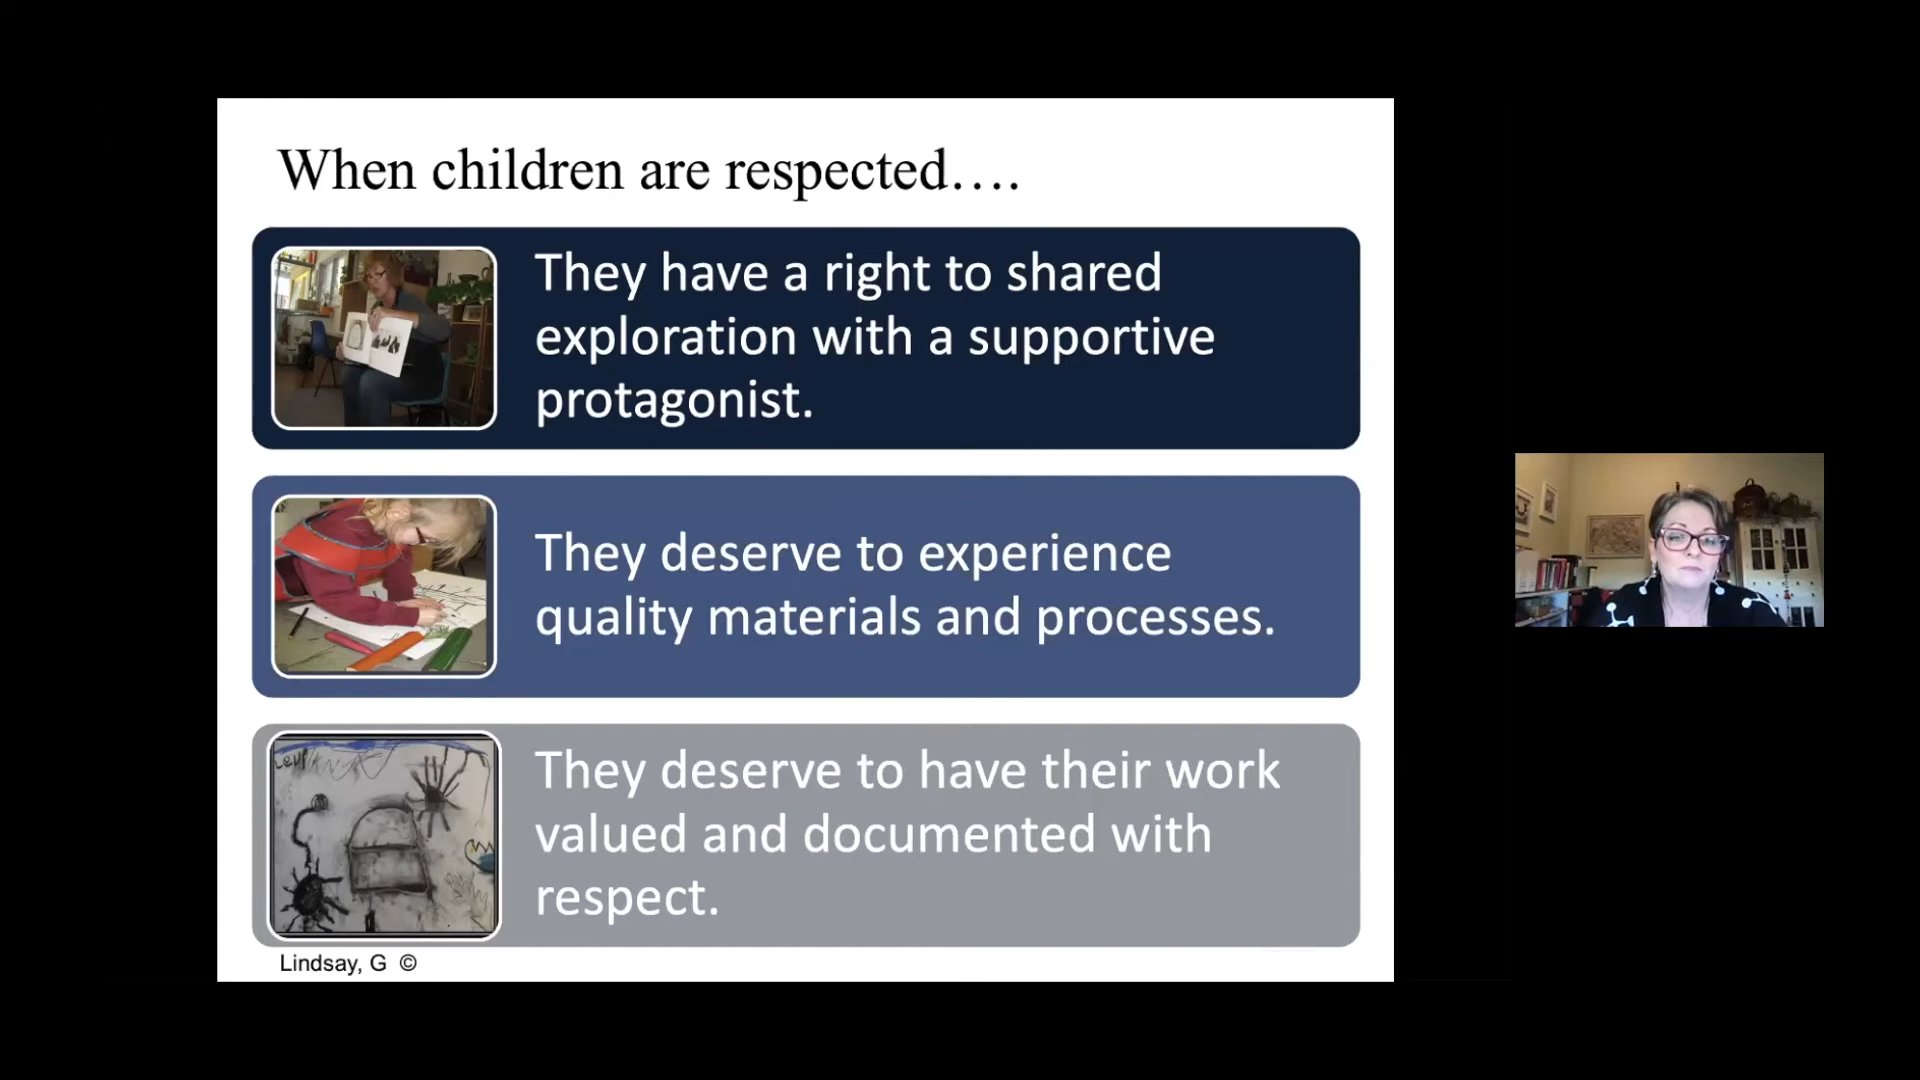 When children are respected....
They have a right to shared
exploration with a supportive
protagonist.
They deserve to experience
quality materials and processes.
They deserve to have their work
valued and documented with
respect.
Lindsay, G ©